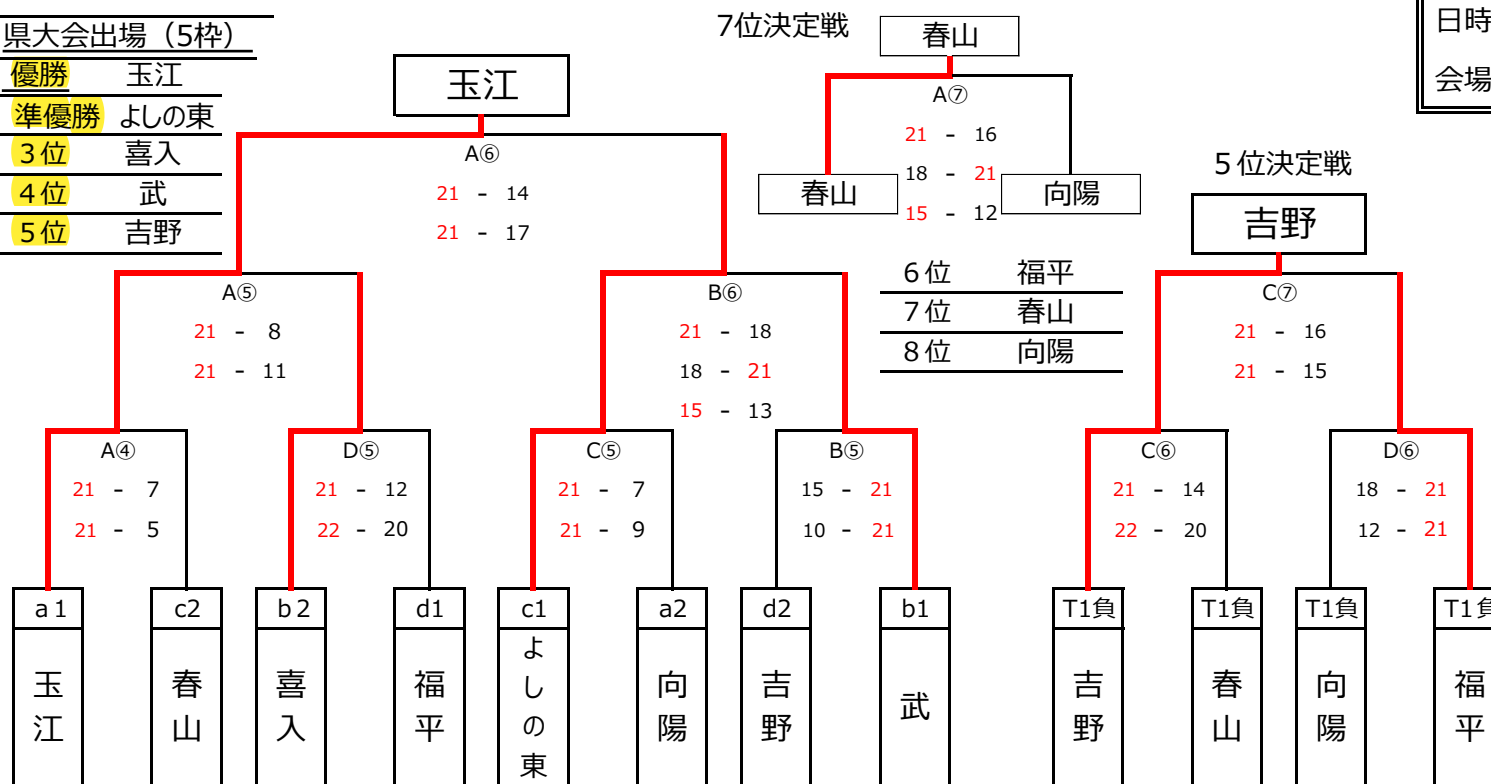 県大会出場（5枠）
優勝 玉江
準優勝 よしの東
３位 喜入
４位 武
５位 吉野
玉江
A⑥
21 - 14
21 - 17
7位決定戦
春山
A⑦
21 - 16
18 - 21
15 - 12
春山
向陽
日時
会場
５位決定戦
吉野
C⑦
21 - 16
21 - 15
６位 福平
７位 春山
８位 向陽
A⑤
21 - 8
21 - 11
B⑥
21 - 18
18 - 21
15 - 13
A④
21 - 7
21 - 5
D⑤
21 - 12
22 - 20
C⑤
21 - 7
21 - 9
B⑤
15 - 21
10 - 21
C⑥
21 - 14
22 - 20
D⑥
18 - 21
12 - 21
a１ c2 b２ d1 c1 a2 d2 b1 T1負 T1負 T1負 T1負
玉江
春山
喜入
福平
よしの東
向陽
吉野
武
吉野
春山
向陽
福平